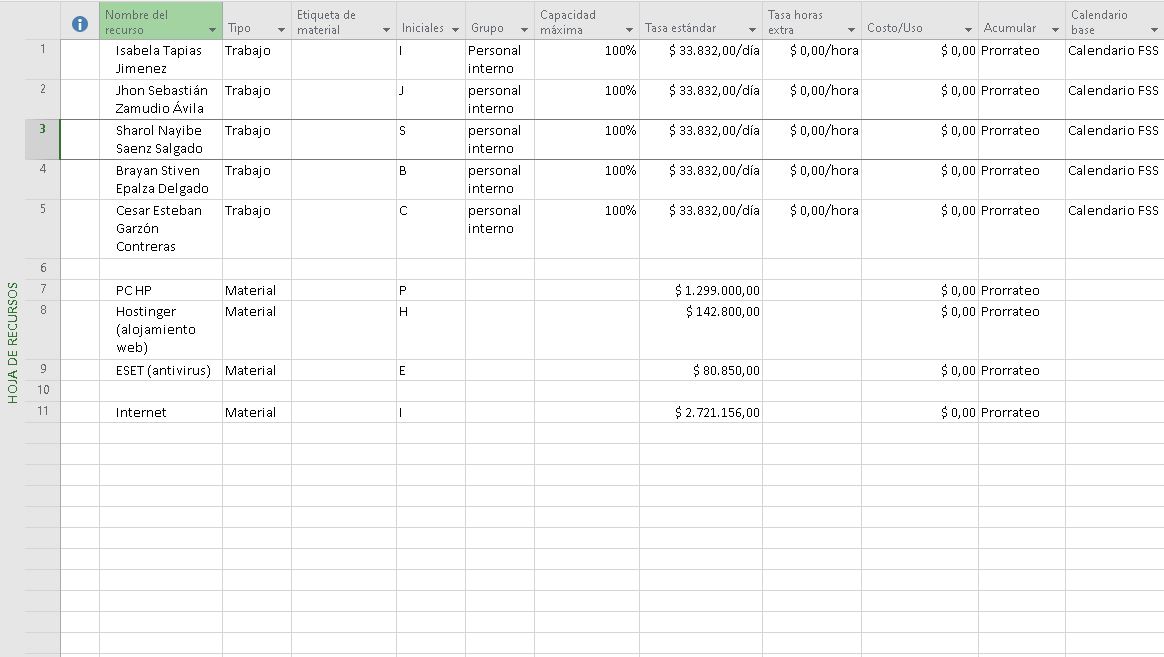 Nombre del recurso Tipo Etiqueta de material Iniciales Grupo Capacidad máxima Tasa estándar Tasa horas extra Costo/Uso Acumular Calendario base
1 Isabela Tapias Jimenez Trabajo I Personal interno 100% $ 33.832,00/día $ 0,00/hora $ 0,00 Prorrateo Calendario FSS
2 Jhon Sebastián Zamudio Ávila Trabajo J personal interno 100% $ 33.832,00/día $ 0,00/hora $ 0,00 Prorrateo Calendario FSS
3 Sharol Nayibe Saenz Salgado Trabajo S personal interno 100% $ 33.832,00/día $ 0,00/hora $ 0,00 Prorrateo Calendario FSS
4 Brayan Stiven Epalza Delgado Trabajo B personal interno 100% $ 33.832,00/día $ 0,00/hora $ 0,00 Prorrateo Calendario FSS
5 Cesar Esteban Garzón Contreras Trabajo C personal interno 100% $ 33.832,00/día $ 0,00/hora $ 0,00 Prorrateo Calendario FSS
6
7 PC HP Material P $ 1.299.000,00 $ 0,00 Prorrateo
8 Hostinger (alojamiento web) Material H $ 142.800,00 $ 0,00 Prorrateo
9 ESET (antivirus) Material E $ 80.850,00 $ 0,00 Prorrateo
10
11 Internet Material I $ 2.721.156,00 $ 0,00 Prorrateo
HOJA DE RECURSOS